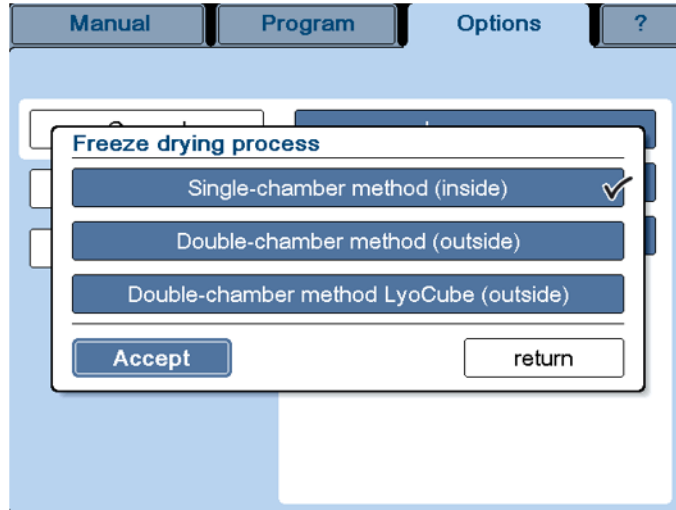 Manual
Program
Options
?
Freeze drying process
Single-chamber method (inside)
Double-chamber method (outside)
Double-chamber method LyoCube (outside)
Accept
return